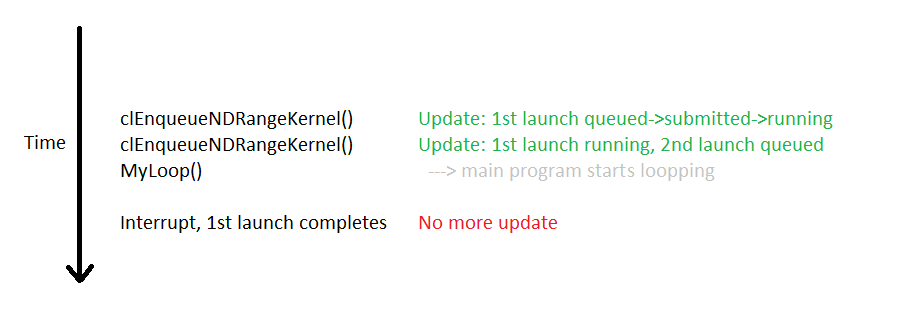 clEnqueueNDRangeKernel() Update: 1st launch queued->submitted->running
Time clEnqueueNDRangeKernel() Update: 1st launch running, 2nd launch queued
MyLoop() ---> main program starts loopping
Interrupt, 1st launch completes No more update